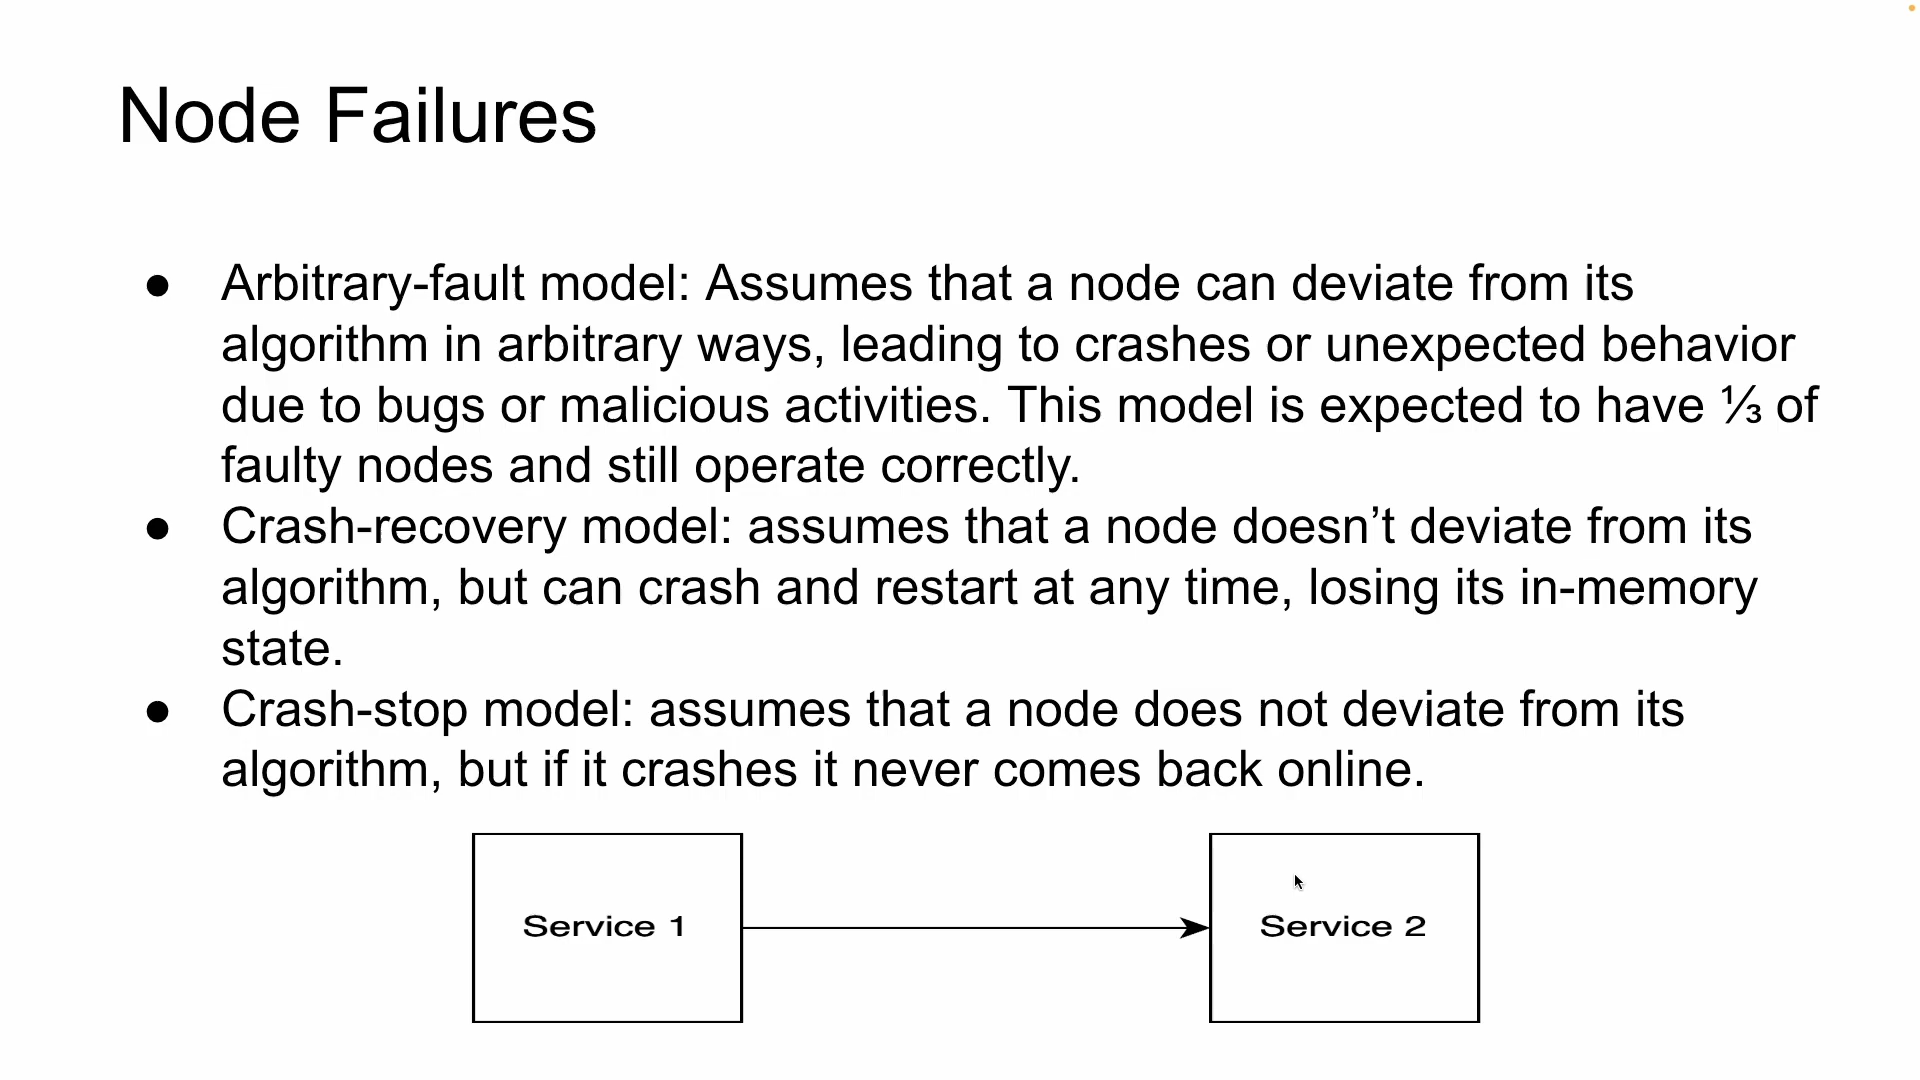 Node Failures
● Arbitrary-fault model: Assumes that a node can deviate from its
algorithm in arbitrary ways, leading to crashes or unexpected behavior
due to bugs or malicious activities. This model is expected to have ⅓ of
faulty nodes and still operate correctly.
● Crash-recovery model: assumes that a node doesn’t deviate from its
algorithm, but can crash and restart at any time, losing its in-memory
state.
● Crash-stop model: assumes that a node does not deviate from its
algorithm, but if it crashes it never comes back online.
Service 1
Service 2